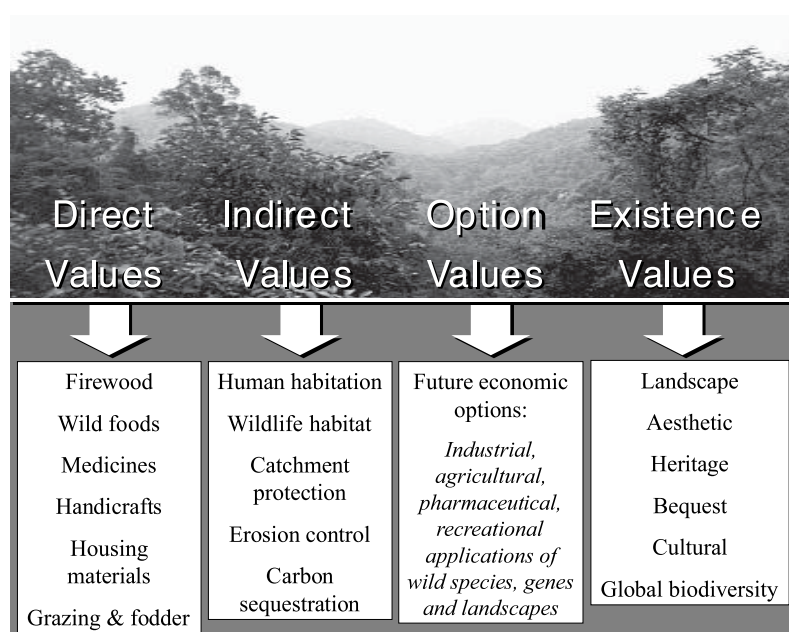 Direct Values
Indirect Values
Option Values
Existence Values
Firewood
Wild foods
Medicines
Handicrafts
Housing
materials
Grazing & fodder
Human habitation
Wildlife habitat
Catchment
protection
Erosion control
Carbon
sequestration
Future economic
options:
Industrial,
agricultural,
pharmaceutical,
recreational
applications of
wild species, genes
and landscapes
Landscape
Aesthetic
Heritage
Bequest
Cultural
Global biodiversity